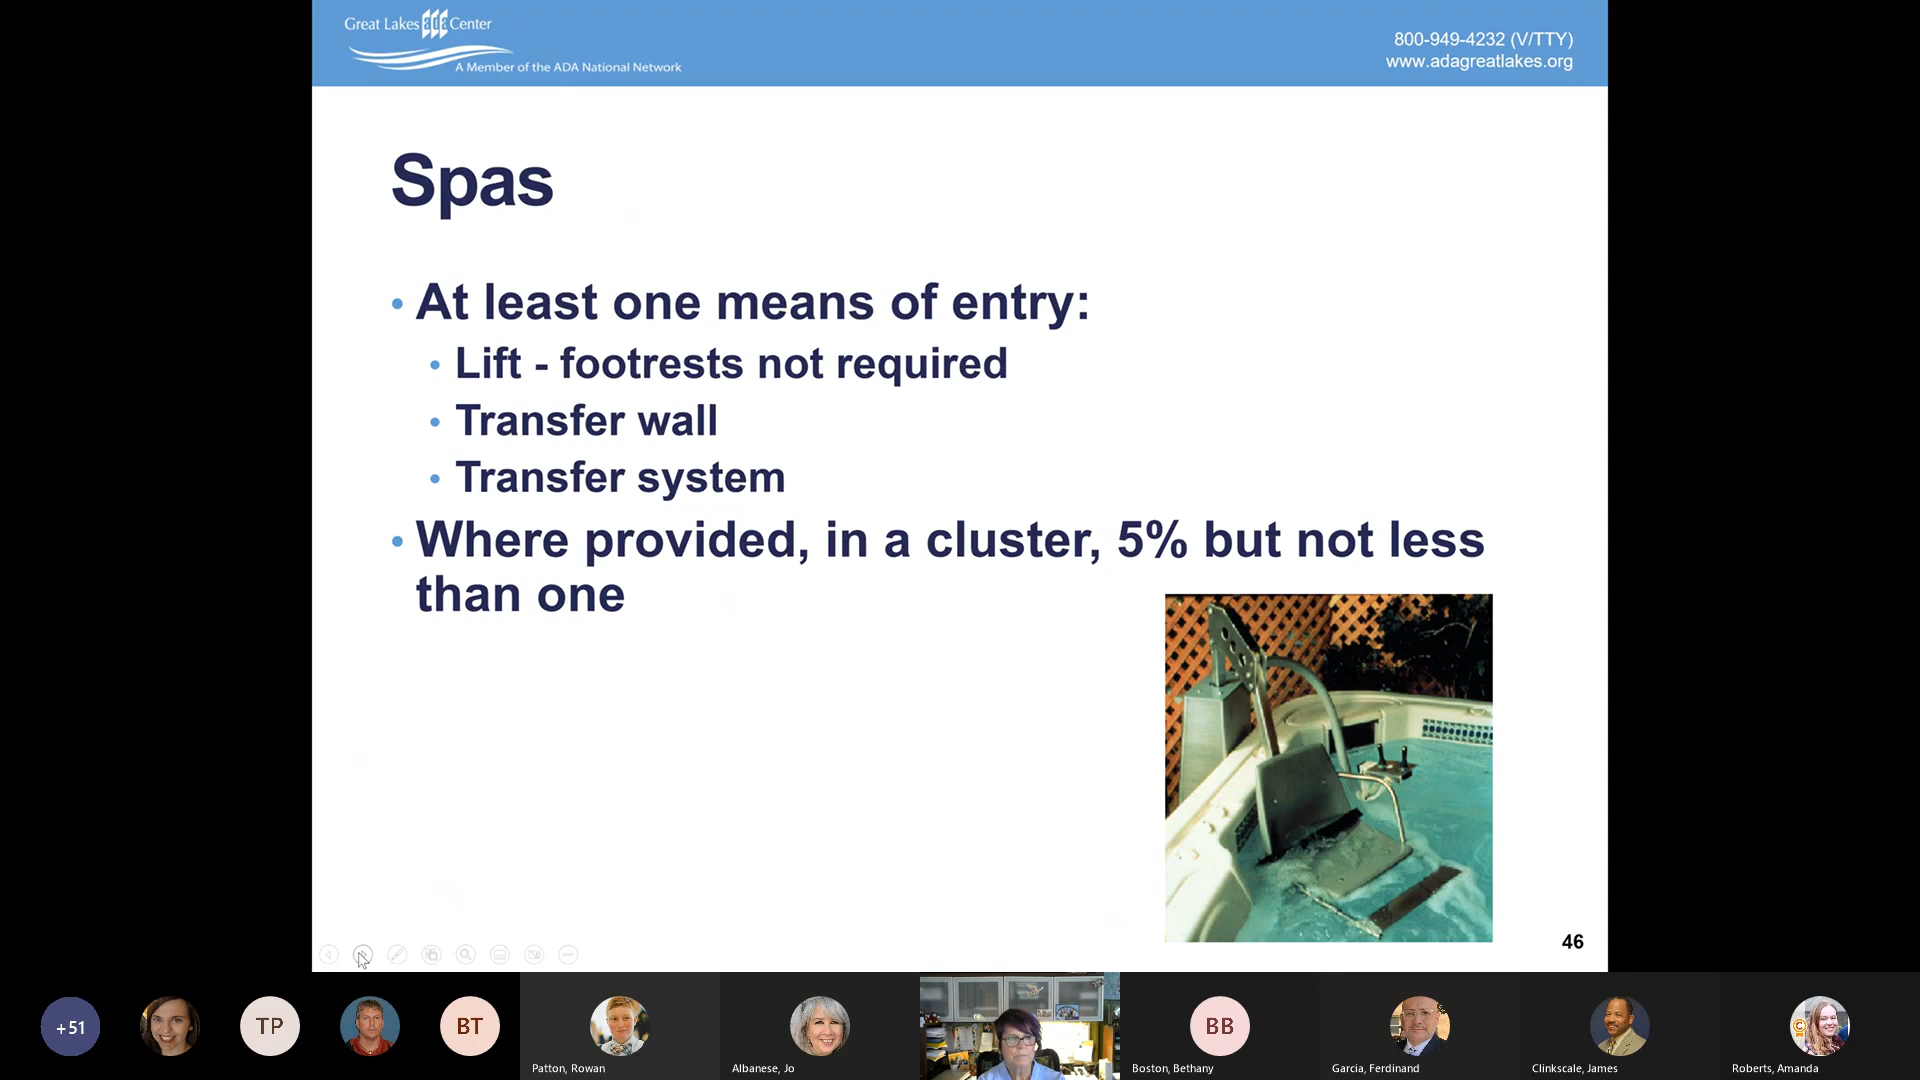 Great Lakes ada Center
A Member of the ADA National Network
800-949-4232 (V/TTY)
www.adagreatlakes.org
Spas
• At least one means of entry:
• Lift - footrests not required
• Transfer wall
• Transfer system
• Where provided, in a cluster, 5% but not less
than one
46
+51
TP
BT
BB
Patton, Rowan
Albanese, Jo
Boston, Bethany
Garcia, Ferdinand
Clinkscale, James
Roberts, Amanda